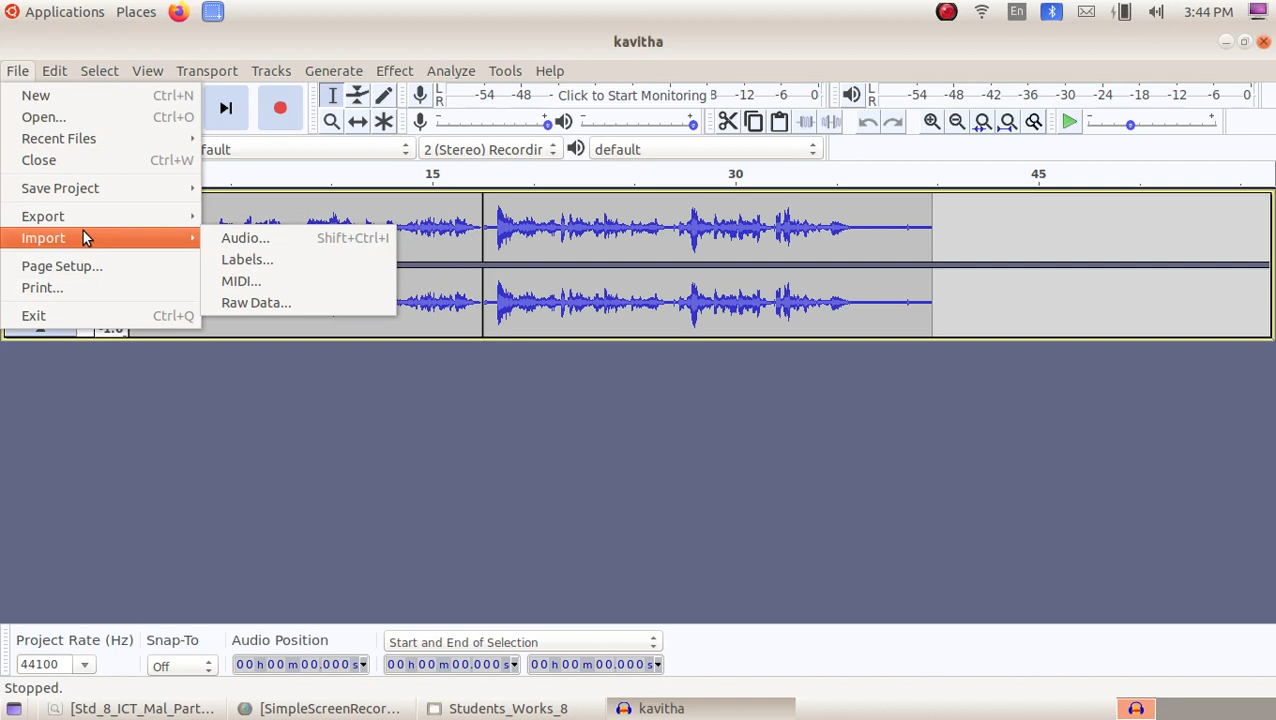 Applications Places En 3:44 PM
kavitha
File Edit Select View Transport Tracks Generate Effect Analyze Tools Help
New Ctrl+N
L R -54 -48 Click to Start Monitoring -12 -6 0
L R -54 -48 -42 -36 -30 -24 -18 -12 -6 0
Open... Ctrl+O
Recent Files
fault 2 (Stereo) Recordir default
Close Ctrl+W
15 30 45
Save Project
Export
Import
Audio... Shift+Ctrl+I
Labels...
Page Setup...
MIDI...
Print...
Raw Data...
Exit Ctrl+Q
-1.0
Project Rate (Hz) Snap-To Audio Position Start and End of Selection
44100 Off 00 h 00 m 00.000 s 00 h 00 m 00.000 s 00 h 00 m 00.000 s
Stopped.
[Std_8_ICT_Mal_Part... [SimpleScreenRecor... Students_Works_8 kavitha